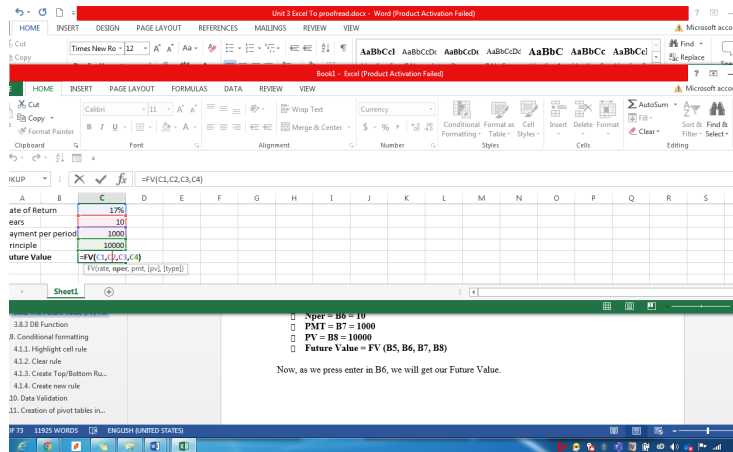 Unit 3 Excel To proofread.docx - Word (Product Activation Failed)
HOME INSERT DESIGN PAGE LAYOUT REFERENCES MAILINGS REVIEW VIEW Microsoft acco
Cut Times New Ro 12 Aa AaBbCcI AaBbCcDc AaBbCcDc AaBbCcDc AaBbC AaBbCc AaBbCcI Find
Copy Replace
Book1 - Excel (Product Activation Failed)
HOME INSERT PAGE LAYOUT FORMULAS DATA REVIEW VIEW Microsoft acco
Cut Calibri 11 Wrap Text Currency AutoSum
Copy Fill
Format Painter B I U Merge & Center $ % Conditional Format as Cell Insert Delete Format Clear Sort & Find &
Formatting Table Styles Filter Select
Clipboard Font Alignment Number Styles Cells Editing
OKUP =FV(C1,C2,C3,C4)
A B C D E F G H I J K L M N O P Q R S
ate of Return 17%
ears 10
ayment per period 1000
rinciple 10000
uture Value =FV(C1,C2,C3,C4)
FV(rate, nper, pmt, [pv], [type])
Sheet1
3.8.3 DB Function
9. Conditional formatting
4.1.1. Highlight cell rule
4.1.2. Clear rule
4.1.3. Create Top/Bottom Ru...
4.1.4. Create new rule
10. Data Validation
11. Creation of pivot tables in...
Nper = B6 = 10
PMT = B7 = 1000
PV = B8 = 10000
Future Value = FV (B5, B6, B7, B8)
Now, as we press enter in B6, we will get our Future Value.
OF 73 11925 WORDS ENGLISH (UNITED STATES)